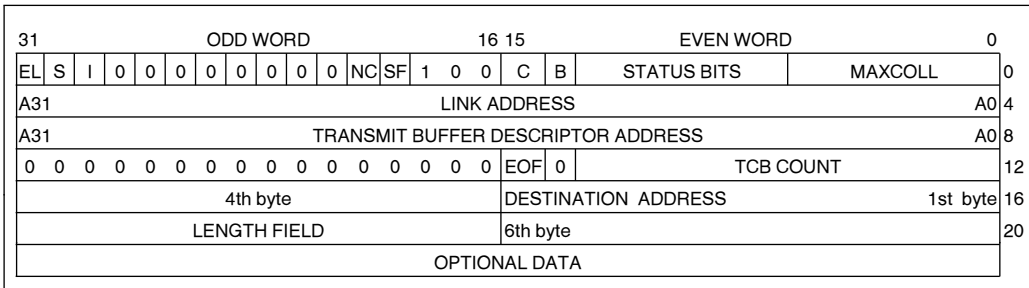 31 ODD WORD 16 15 EVEN WORD 0
EL S I 0 0 0 0 0 0 0 0 NC SF 1 0 0 C B STATUS BITS MAXCOLL 0
A31 LINK ADDRESS A0 4
A31 TRANSMIT BUFFER DESCRIPTOR ADDRESS A0 8
0 0 0 0 0 0 0 0 0 0 0 0 0 0 0 0 EOF 0 TCB COUNT 12
4th byte DESTINATION ADDRESS 1st byte 16
LENGTH FIELD 6th byte 20
OPTIONAL DATA